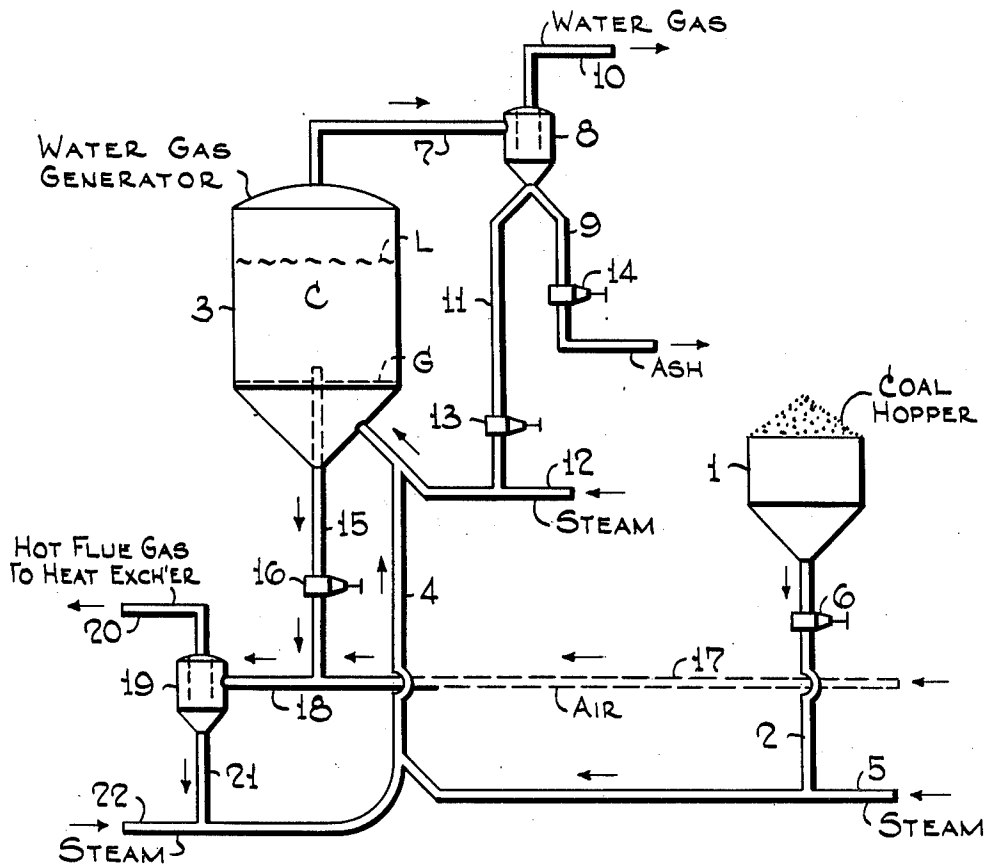 WATER GAS
10
8
7
WATER GAS
GENERATOR
9
L
14
C
11
3
G
ASH
COAL
HOPPER
13
1
12
STEAM
15
HOT FLUE GAS
TO HEAT EXCH'ER
16
4
6
20
17
19
18
AIR
2
21
5
22
STEAM
STEAM